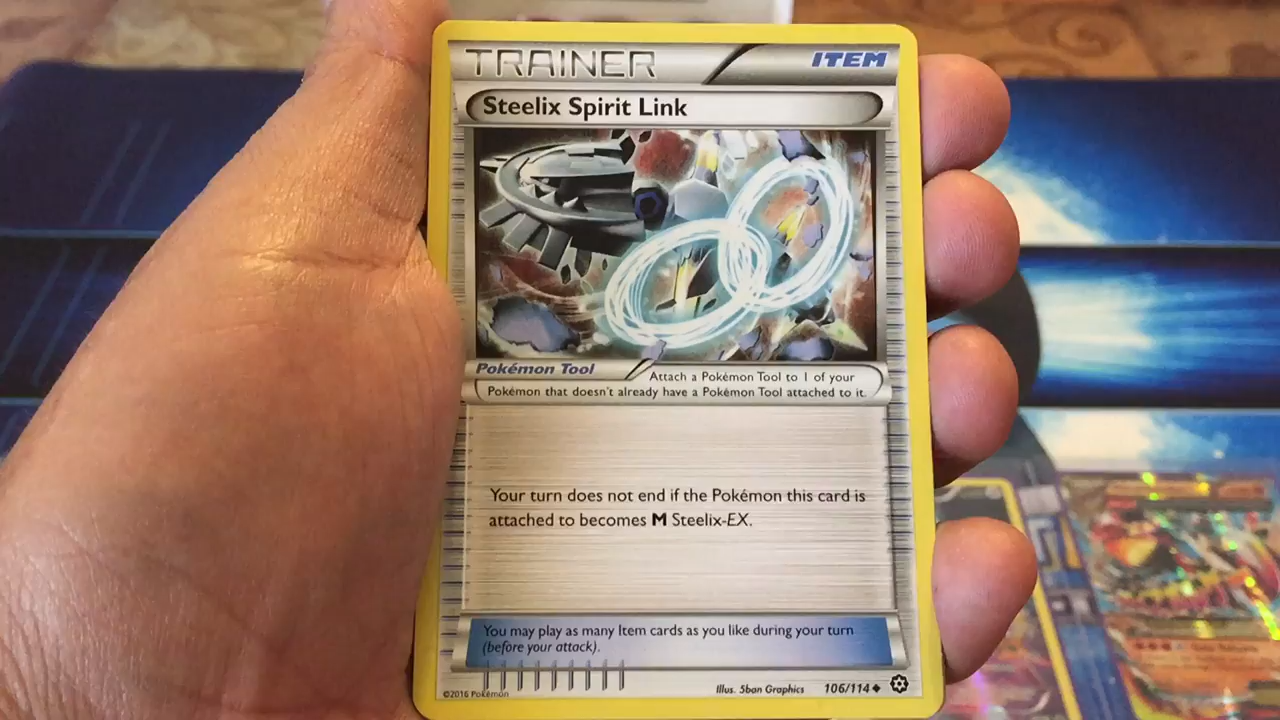 TRAINER
ITEM
Steelix Spirit Link
Pokémon Tool
Attach a Pokémon Tool to 1 of your
Pokémon that doesn't already have a Pokémon Tool attached to it.
Your turn does not end if the Pokémon this card is
attached to becomes M Steelix-EX.
You may play as many Item cards as you like during your turn
(before your attack).
©2016 Pokémon
Illus. 5ban Graphics
106/114
EX